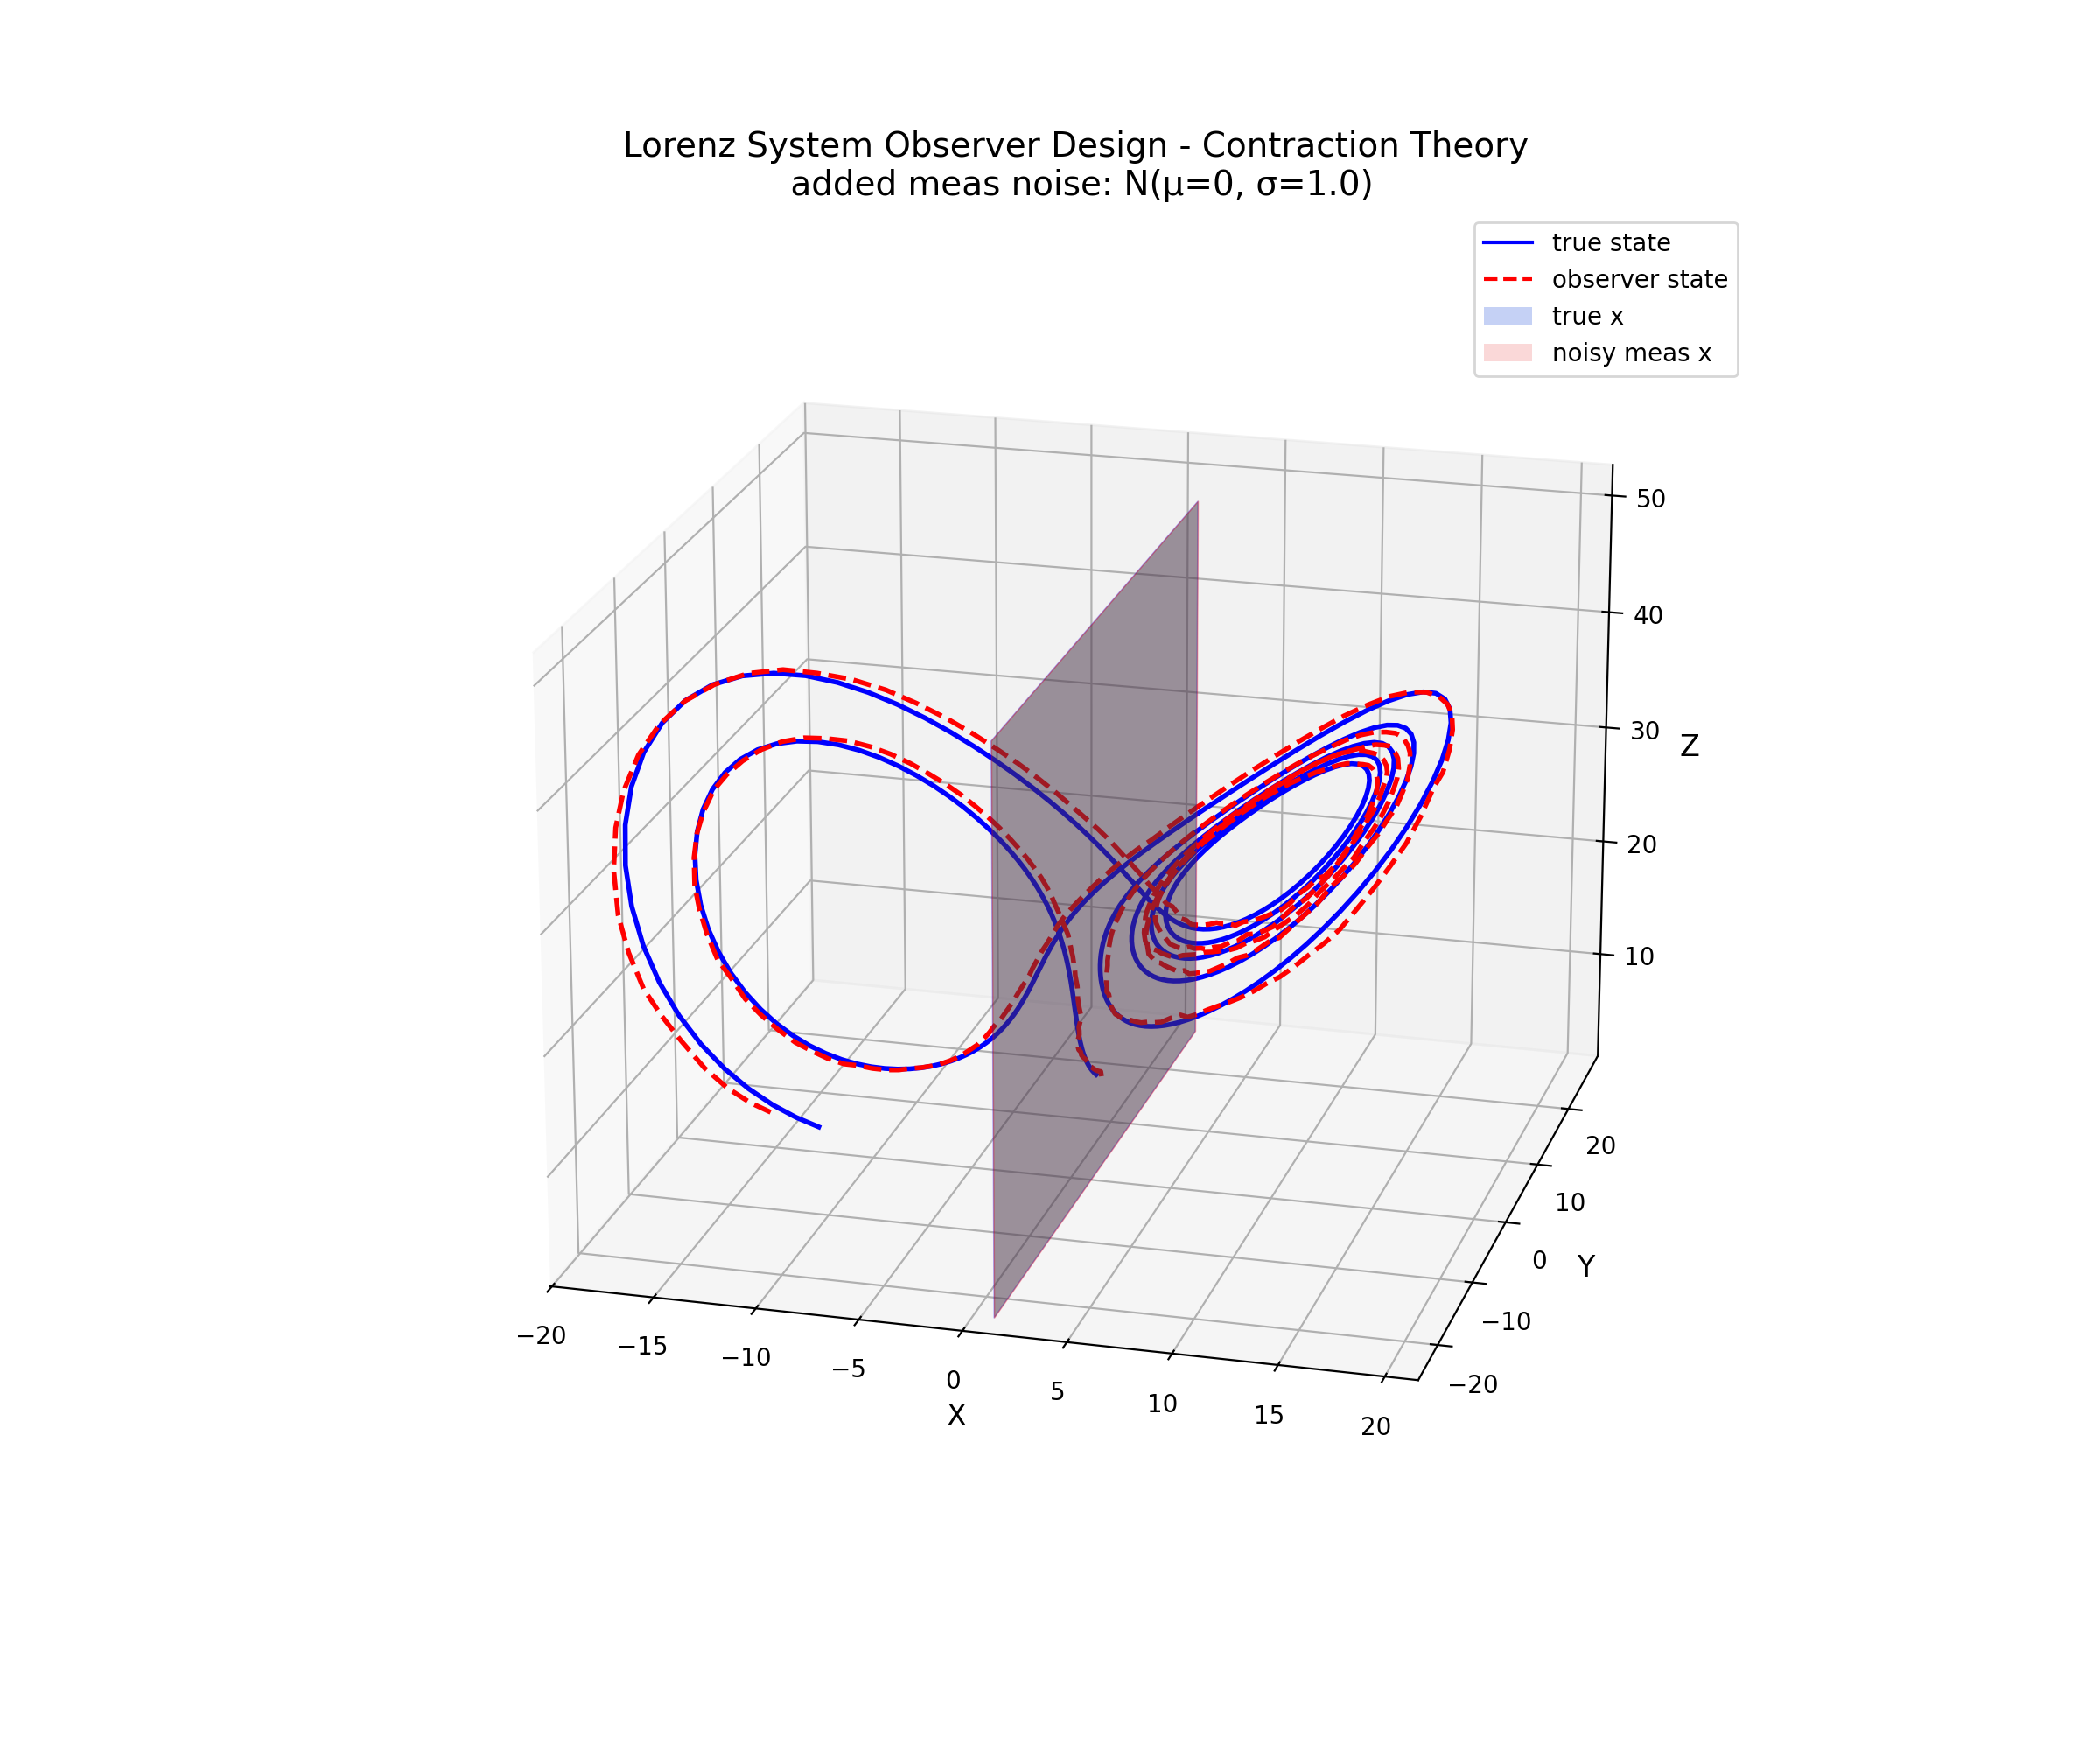 Lorenz System Observer Design - Contraction Theory
added meas noise: N(μ=0, σ=1.0)
true state
observer state
true x
noisy meas x
50
40
30
Z
20
10
20
10
0
Y
−10
−20
−20
−15
−10
−5
0
5
10
15
20
X